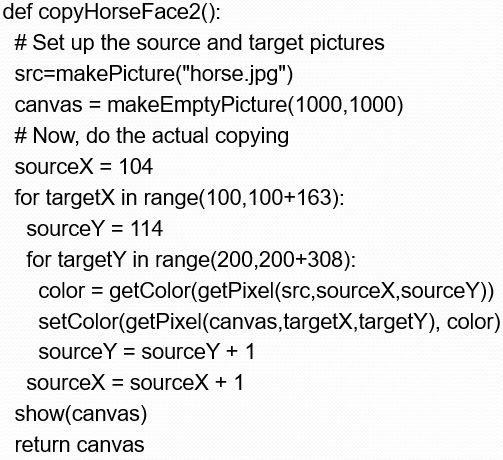 def copyHorseFace2():
# Set up the source and target pictures
src=makePicture("horse.jpg")
canvas = makeEmptyPicture(1000,1000)
# Now, do the actual copying
sourceX = 104
for targetX in range(100,100+163):
sourceY = 114
for targetY in range(200,200+308):
color = getColor(getPixel(src,sourceX,sourceY))
setColor(getPixel(canvas,targetX,targetY), color)
sourceY = sourceY + 1
sourceX = sourceX + 1
show(canvas)
return canvas